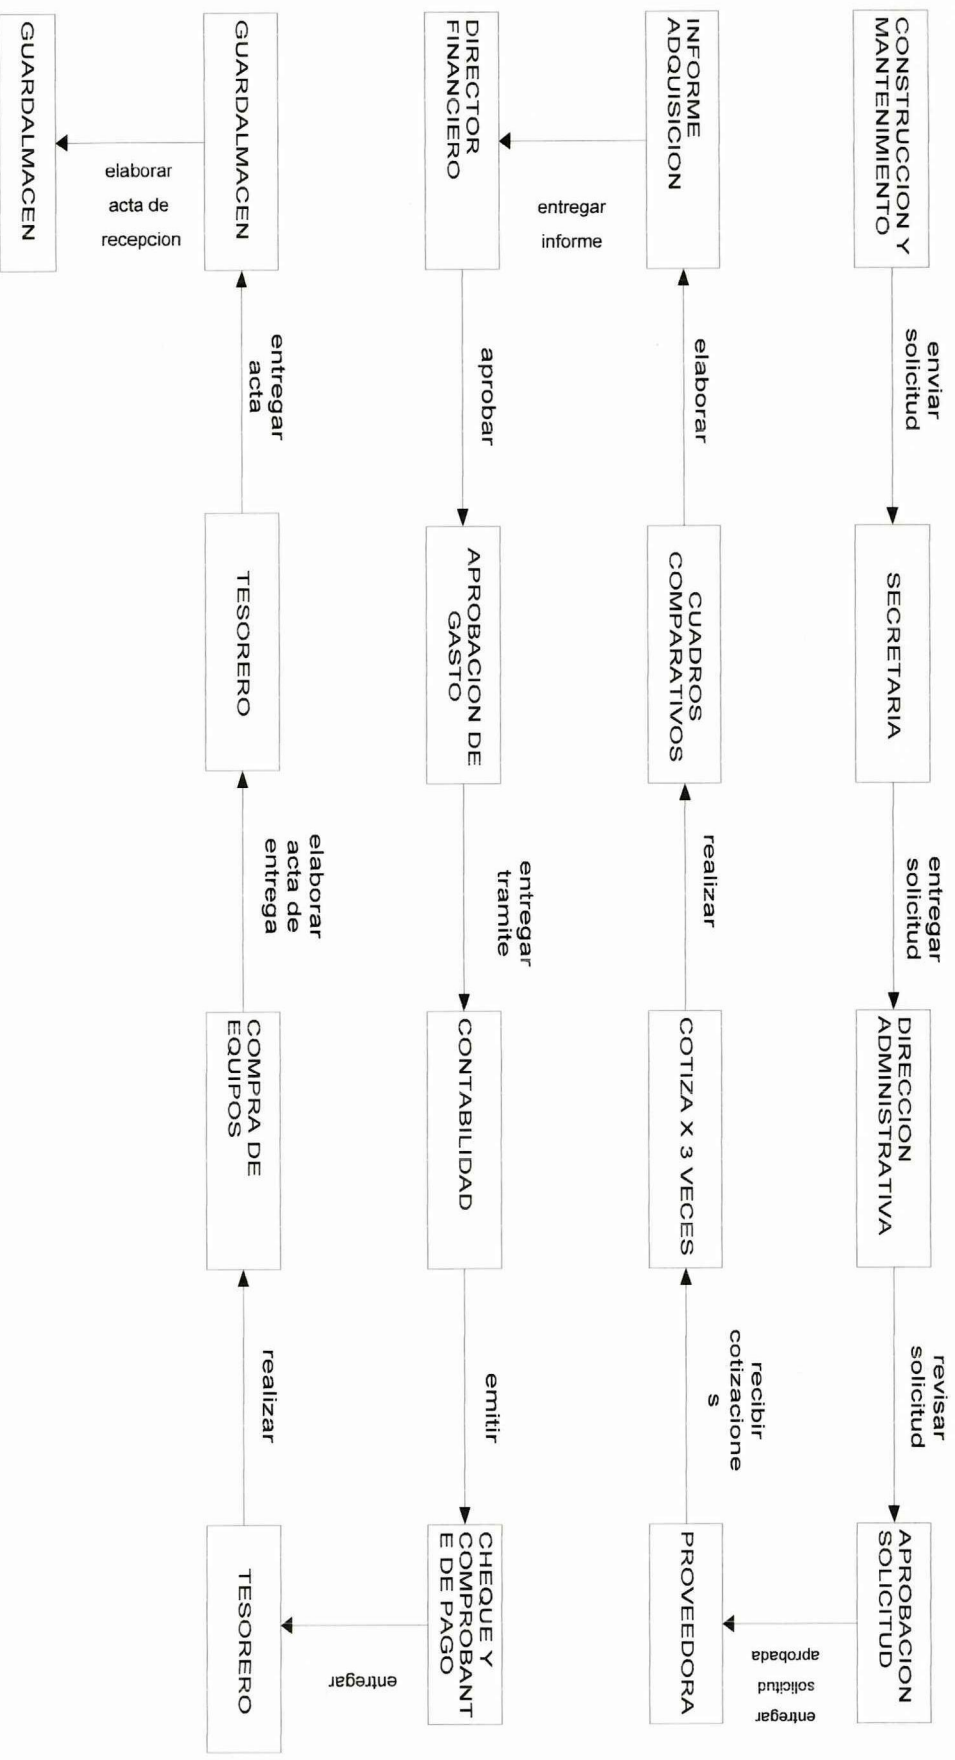 CONSTRUCCION Y
MANTENIMIENTO
enviar
solicitud
SECRETARIA
entregar
solicitud
DIRECCION
ADMINISTRATIVA
revisar
solicitud
APROBACION
SOLICITUD
entregar
solicitud
aprobada
PROVEEDORA
recibir
cotizacione
s
COTIZA X 3 VECES
realizar
CUADROS
COMPARATIVOS
elaborar
INFORME
ADQUISICION
entregar
informe
DIRECTOR
FINANCIERO
aprobar
APROBACION DE
GASTO
entregar
tramite
CONTABILIDAD
emitir
CHEQUE Y
COMPROBANT
E DE PAGO
entregar
TESORERO
realizar
COMPRA DE
EQUIPOS
elaborar
acta de
entrega
TESORERO
entregar
acta
GUARDALMACEN
elaborar
acta de
recepcion
GUARDALMACEN